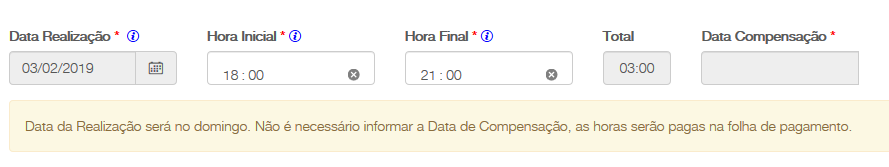 Data Realização * Hora Inicial * Hora Final * Total Data Compensação *
03/02/2019 18 : 00 21 : 00 03:00
Data da Realização será no domingo. Não é necessário informar a Data de Compensação, as horas serão pagas na folha de pagamento.